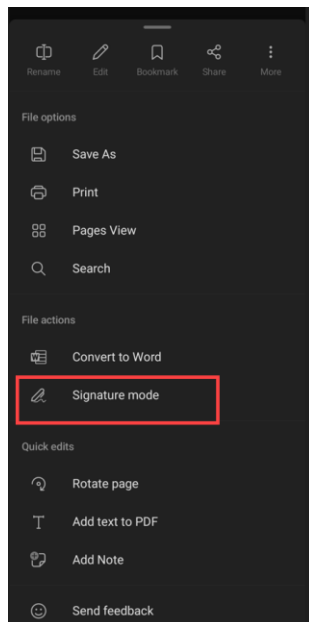 Rename Edit Bookmark Share More
File options
Save As
Print
Pages View
Search
File actions
Convert to Word
Signature mode
Quick edits
Rotate page
Add text to PDF
Add Note
Send feedback